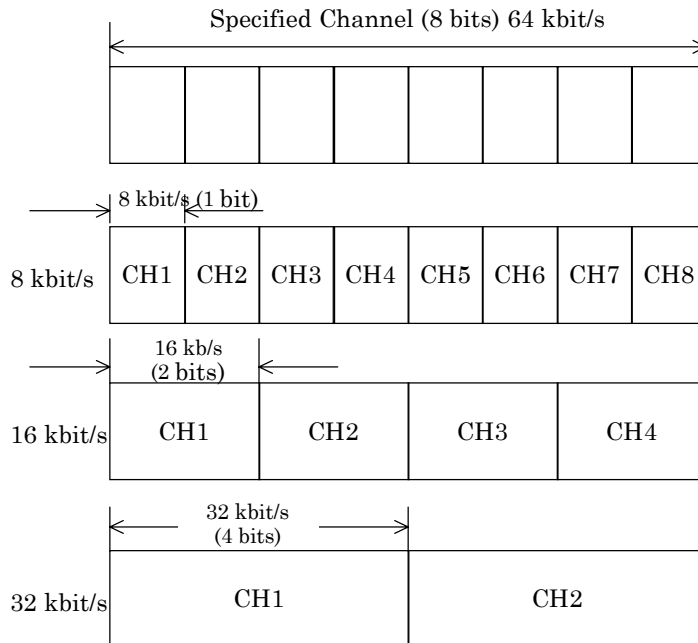 Specified Channel (8 bits) 64 kbit/s
8 kbit/s (1 bit)
8 kbit/s CH1 CH2 CH3 CH4 CH5 CH6 CH7 CH8
16 kb/s
(2 bits)
16 kbit/s CH1 CH2 CH3 CH4
32 kbit/s
(4 bits)
32 kbit/s CH1 CH2